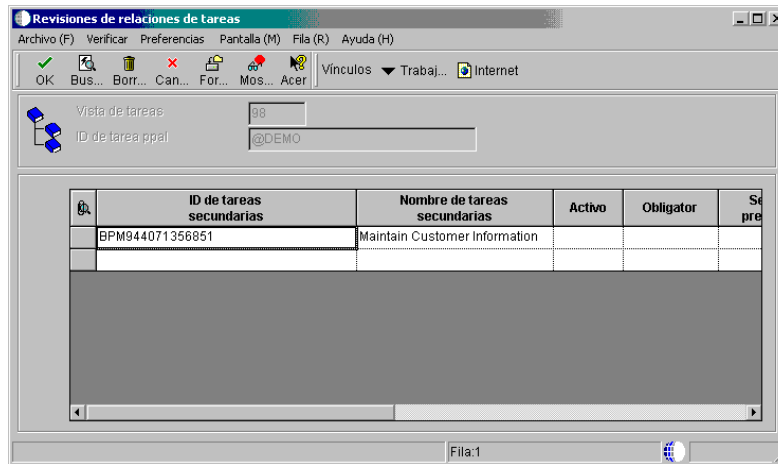 Revisiones de relaciones de tareas
Archivo (F) Verificar Preferencias Pantalla (M) Fila (R) Ayuda (H)
OK Bus... Borr... Can... For... Mos... Acer Vínculos Trabaj... Internet
Vista de tareas 98
ID de tarea ppal @DEMO
ID de tareas secundarias Nombre de tareas secundarias Activo Obligator Se pre
BPM944071356851 Maintain Customer Information
Fila:1